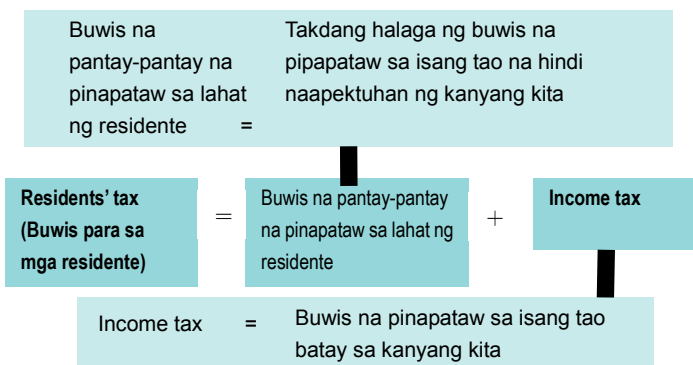 Buwis na
pantay-pantay na
pinapataw sa lahat
ng residente =
Takdang halaga ng buwis na
pipapataw sa isang tao na hindi
naapektuhan ng kanyang kita
Residents' tax
(Buwis para sa
mga residente)
=
Buwis na pantay-pantay
na pinapataw sa lahat ng
residente
+
Income tax
Income tax =
Buwis na pinapataw sa isang tao
batay sa kanyang kita